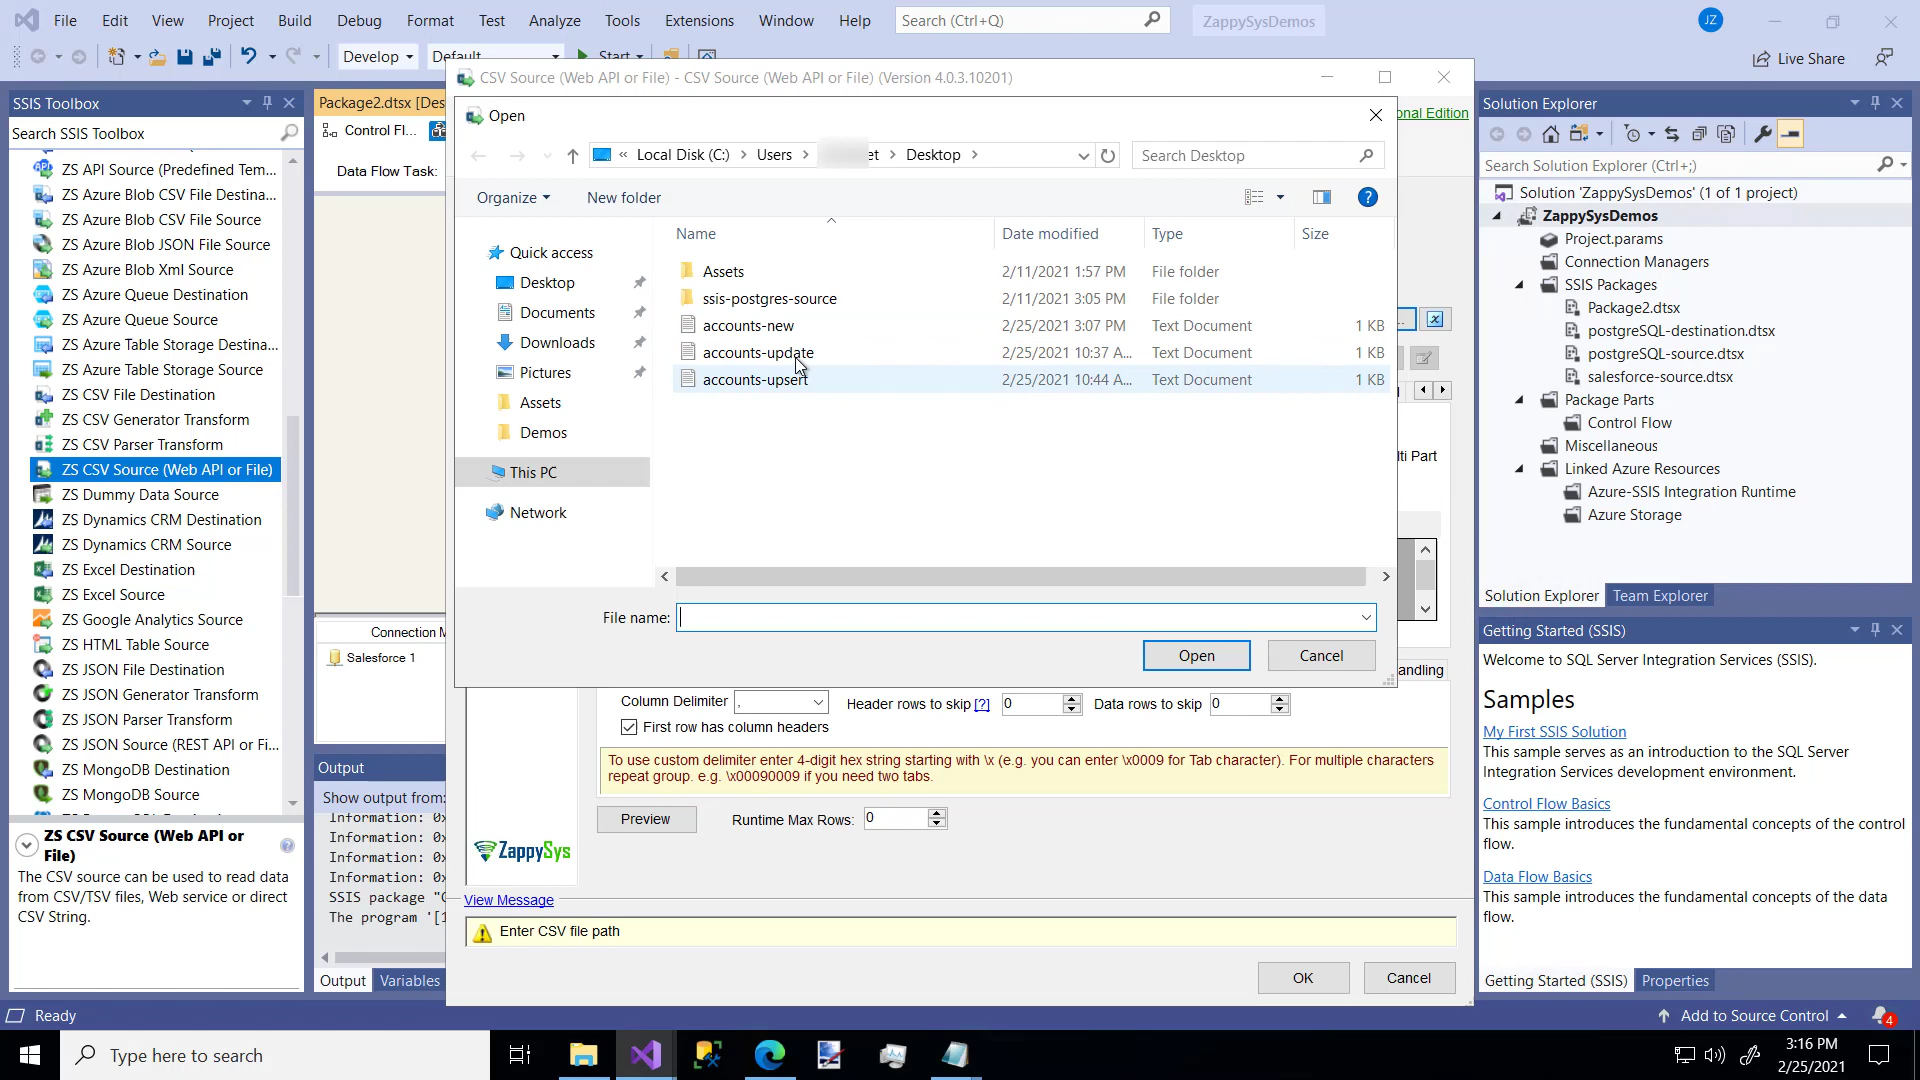 File Edit View Project Build Debug Format Test Analyze Tools Extensions Window Help Search (Ctrl+Q) ZappySysDemos JZ
Develop Default Start Live Share
SSIS Toolbox
Search SSIS Toolbox
ZS API Source (Predefined Tem...
ZS Azure Blob CSV File Destina...
ZS Azure Blob CSV File Source
ZS Azure Blob JSON File Source
ZS Azure Blob Xml Source
ZS Azure Queue Destination
ZS Azure Queue Source
ZS Azure Table Storage Destina...
ZS Azure Table Storage Source
ZS CSV File Destination
ZS CSV Generator Transform
ZS CSV Parser Transform
ZS CSV Source (Web API or File)
ZS Dummy Data Source
ZS Dynamics CRM Destination
ZS Dynamics CRM Source
ZS Excel Destination
ZS Excel Source
ZS Google Analytics Source
ZS HTML Table Source
ZS JSON File Destination
ZS JSON Generator Transform
ZS JSON Parser Transform
ZS JSON Source (REST API or Fi...
ZS MongoDB Destination
ZS MongoDB Source
ZS CSV Source (Web API or
File)
The CSV source can be used to read data
from CSV/TSV files, Web service or direct
CSV String.
Package2.dtsx [Des
Control Fl...
Data Flow Task:
Connection M
Salesforce 1
Output
Show output from:
Information: 0x
Information: 0x
Information: 0x
Information: 0x
SSIS package "C
The program '[1
Output Variables
CSV Source (Web API or File) - CSV Source (Web API or File) (Version 4.0.3.10201)
onal Edition
Open
« Local Disk (C:) Users et Desktop Search Desktop
Organize New folder
Quick access
Desktop
Documents
Downloads
Pictures
Assets
Demos
This PC
Network
Name Date modified Type Size
Assets 2/11/2021 1:57 PM File folder
ssis-postgres-source 2/11/2021 3:05 PM File folder
accounts-new 2/25/2021 3:07 PM Text Document 1 KB
accounts-update 2/25/2021 10:37 A... Text Document 1 KB
accounts-upsert 2/25/2021 10:44 A... Text Document 1 KB
File name:
Open Cancel
lti Part
andling
Column Delimiter , Header rows to skip [?] 0 Data rows to skip 0
First row has column headers
To use custom delimiter enter 4-digit hex string starting with \x (e.g. you can enter \x0009 for Tab character). For multiple characters
repeat group. e.g. \x00090009 if you need two tabs.
Preview Runtime Max Rows: 0
ZappySys
View Message
Enter CSV file path
OK Cancel
Solution Explorer
Search Solution Explorer (Ctrl+;)
Solution 'ZappySysDemos' (1 of 1 project)
ZappySysDemos
Project.params
Connection Managers
SSIS Packages
Package2.dtsx
postgreSQL-destination.dtsx
postgreSQL-source.dtsx
salesforce-source.dtsx
Package Parts
Control Flow
Miscellaneous
Linked Azure Resources
Azure-SSIS Integration Runtime
Azure Storage
Solution Explorer Team Explorer
Getting Started (SSIS)
Welcome to SQL Server Integration Services (SSIS).
Samples
My First SSIS Solution
This sample serves as an introduction to the SQL Server
Integration Services development environment.
Control Flow Basics
This sample introduces the fundamental concepts of the control
flow.
Data Flow Basics
This sample introduces the fundamental concepts of the data
flow.
Getting Started (SSIS) Properties
Ready Add to Source Control 4
Type here to search
3:16 PM
2/25/2021